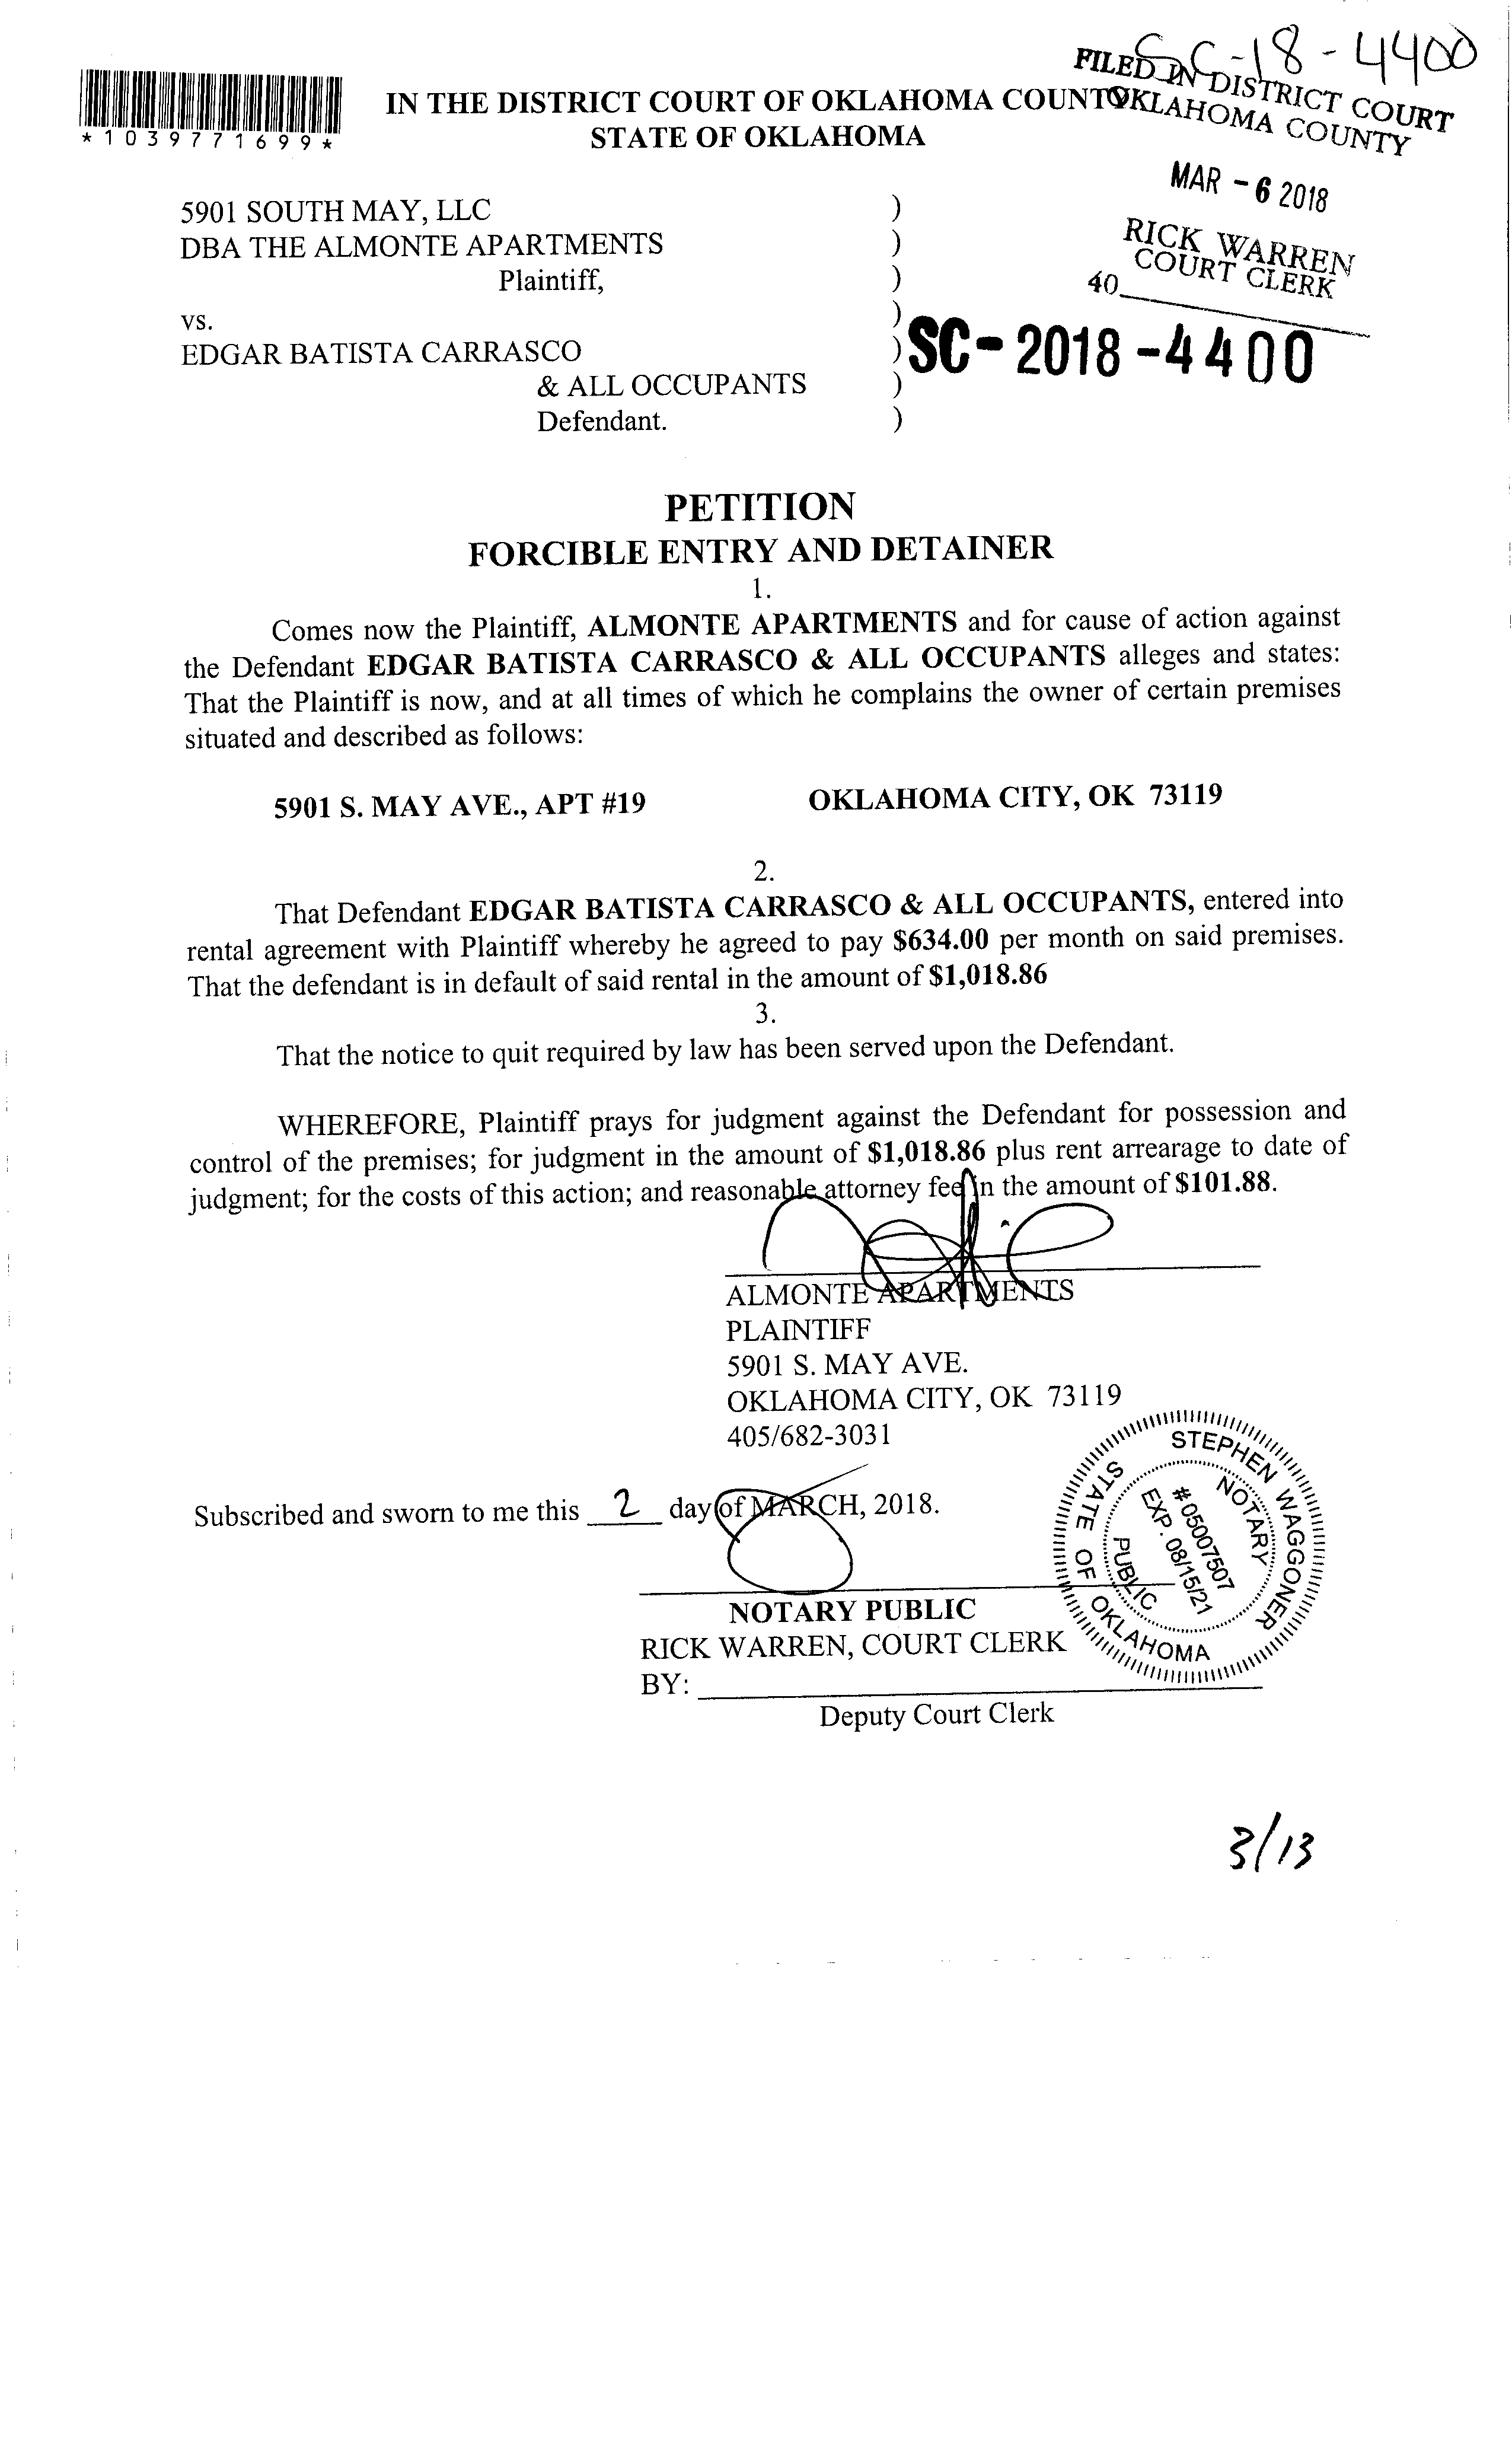 SC-18-4400
FILED IN DISTRICT COURT
OKLAHOMA COUNTY
*1039771699*
IN THE DISTRICT COURT OF OKLAHOMA COUNTY
STATE OF OKLAHOMA
MAR -6 2018
RICK WARREN
COURT CLERK
40
5901 SOUTH MAY, LLC )
DBA THE ALMONTE APARTMENTS )
Plaintiff, )
vs. )
EDGAR BATISTA CARRASCO )
& ALL OCCUPANTS )
Defendant. )
SC-2018-4400
PETITION
FORCIBLE ENTRY AND DETAINER
1.
Comes now the Plaintiff, ALMONTE APARTMENTS and for cause of action against
the Defendant EDGAR BATISTA CARRASCO & ALL OCCUPANTS alleges and states:
That the Plaintiff is now, and at all times of which he complains the owner of certain premises
situated and described as follows:
5901 S. MAY AVE., APT #19 OKLAHOMA CITY, OK 73119
2.
That Defendant EDGAR BATISTA CARRASCO & ALL OCCUPANTS, entered into
rental agreement with Plaintiff whereby he agreed to pay $634.00 per month on said premises.
That the defendant is in default of said rental in the amount of $1,018.86
3.
That the notice to quit required by law has been served upon the Defendant.
WHEREFORE, Plaintiff prays for judgment against the Defendant for possession and
control of the premises; for judgment in the amount of $1,018.86 plus rent arrearage to date of
judgment; for the costs of this action; and reasonable attorney fee in the amount of $101.88.
ALMONTE APARTMENTS
PLAINTIFF
5901 S. MAY AVE.
OKLAHOMA CITY, OK 73119
405/682-3031
Subscribed and sworn to me this 2 day of MARCH, 2018.
STEPHEN WAGGONER
STATE OF OKLAHOMA
NOTARY
PUBLIC
# 05007507
EXP. 08/15/21
NOTARY PUBLIC
RICK WARREN, COURT CLERK
BY:
Deputy Court Clerk
3/13